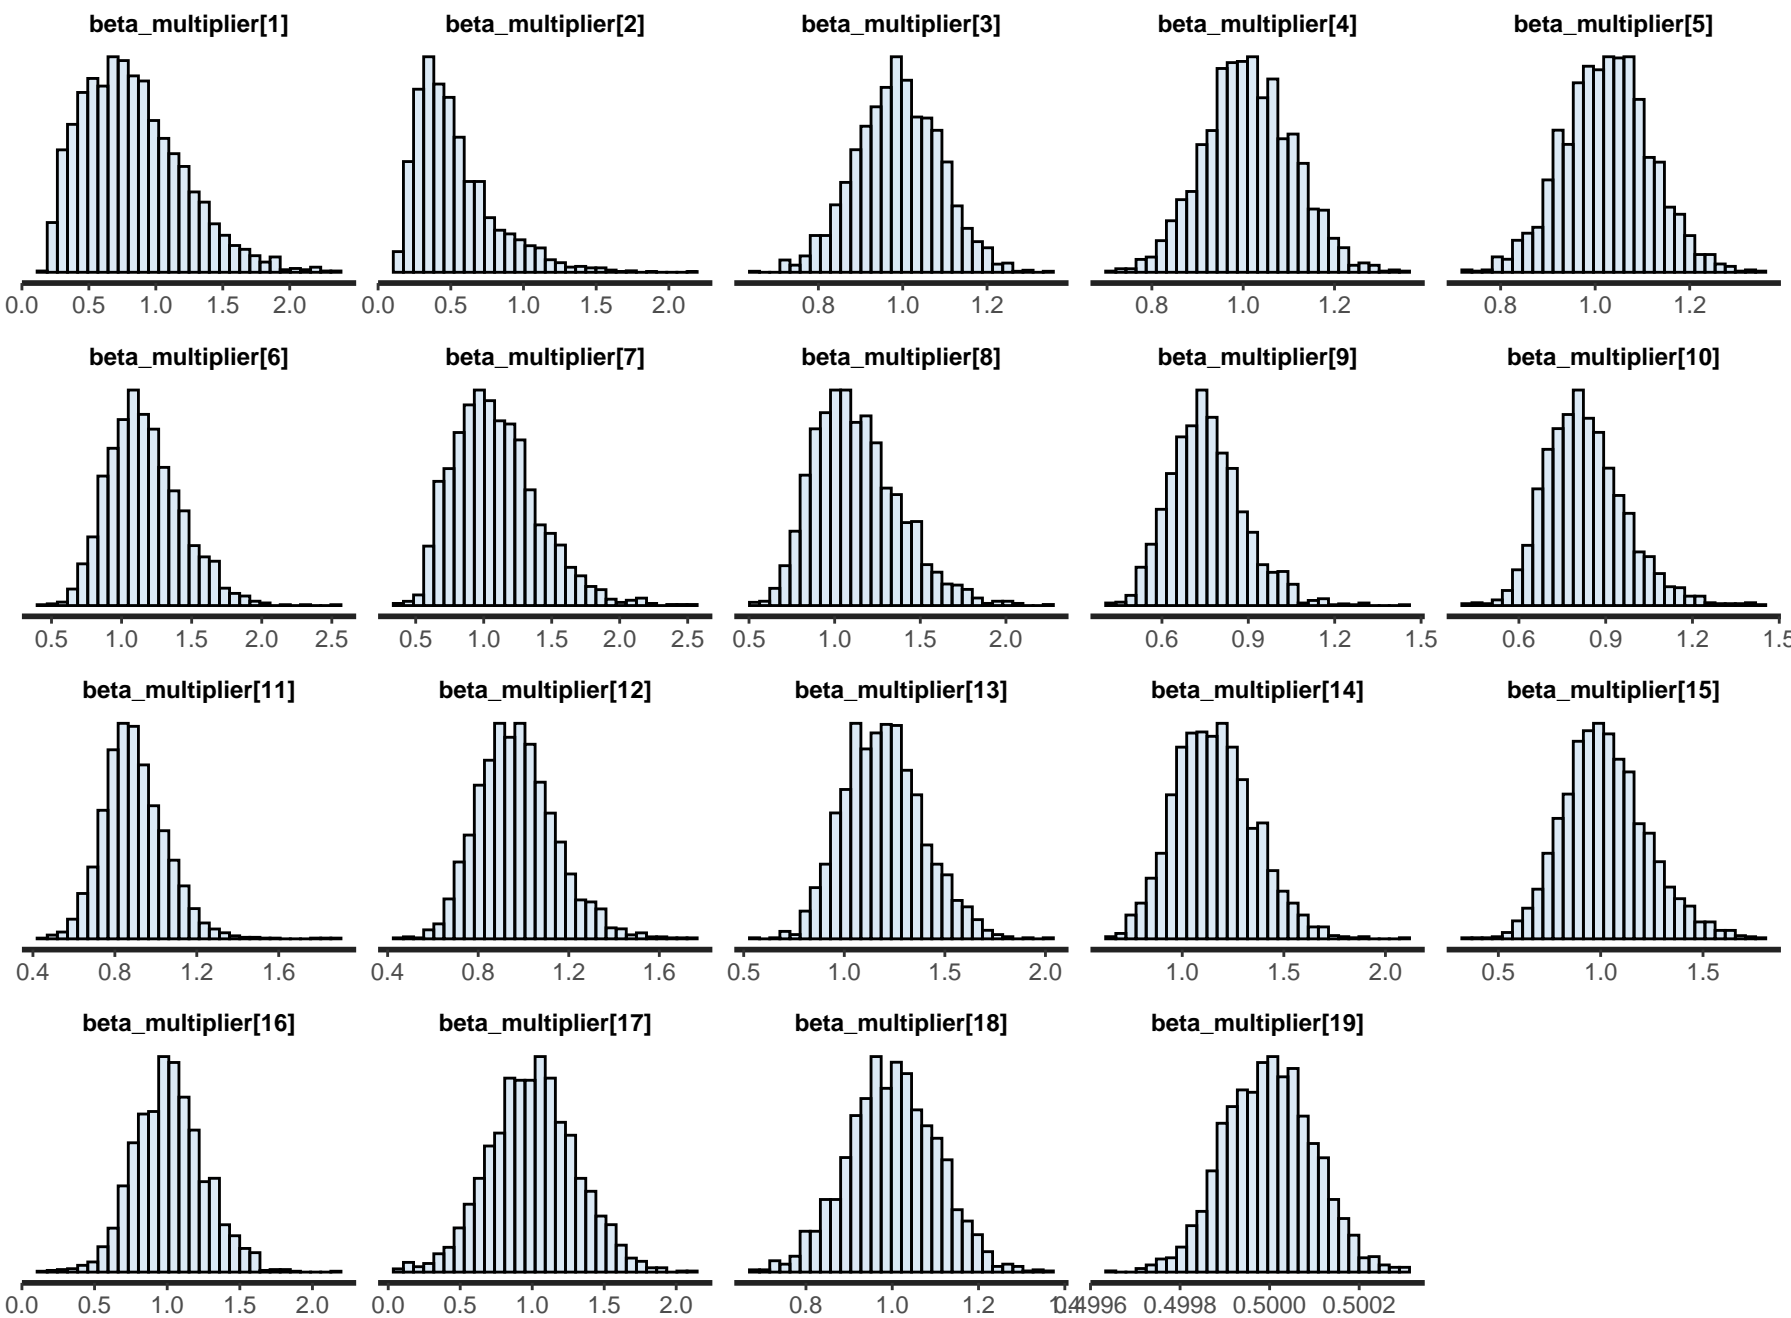 beta_multiplier[1] beta_multiplier[2] beta_multiplier[3] beta_multiplier[4] beta_multiplier[5]
0.0 0.5 1.0 1.5 2.0 0.0 0.5 1.0 1.5 2.0 0.8 1.0 1.2 0.8 1.0 1.2 0.8 1.0 1.2
beta_multiplier[6] beta_multiplier[7] beta_multiplier[8] beta_multiplier[9] beta_multiplier[10]
0.5 1.0 1.5 2.0 2.5 0.5 1.0 1.5 2.0 2.5 0.5 1.0 1.5 2.0 0.6 0.9 1.2 1.5 0.6 0.9 1.2 1.5
beta_multiplier[11] beta_multiplier[12] beta_multiplier[13] beta_multiplier[14] beta_multiplier[15]
0.4 0.8 1.2 1.6 0.4 0.8 1.2 1.6 0.5 1.0 1.5 2.0 1.0 1.5 2.0 0.5 1.0 1.5
beta_multiplier[16] beta_multiplier[17] beta_multiplier[18] beta_multiplier[19]
0.0 0.5 1.0 1.5 2.0 0.0 0.5 1.0 1.5 2.0 0.8 1.0 1.2 1.4 0.4996 0.4998 0.5000 0.5002